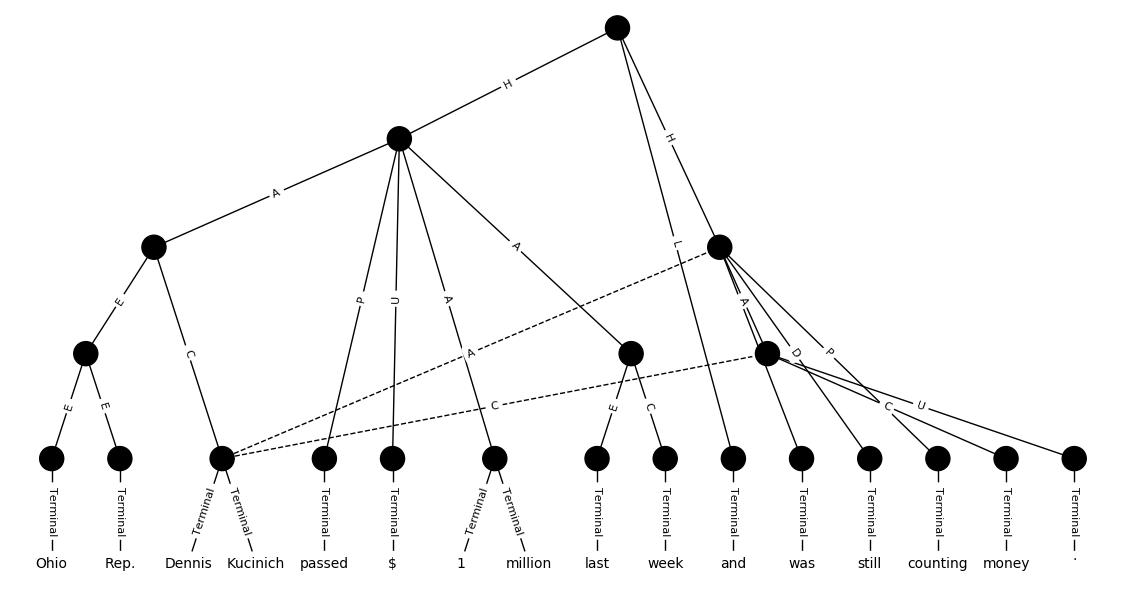 H
H
A
P
U
A
A
L
A
D
P
E
C
A
E
E
C
E
C
C
U
Terminal Terminal Terminal Terminal Terminal Terminal Terminal Terminal Terminal Terminal Terminal Terminal Terminal Terminal Terminal Terminal
Ohio Rep. Dennis Kucinich passed $ 1 million last week and was still counting money .